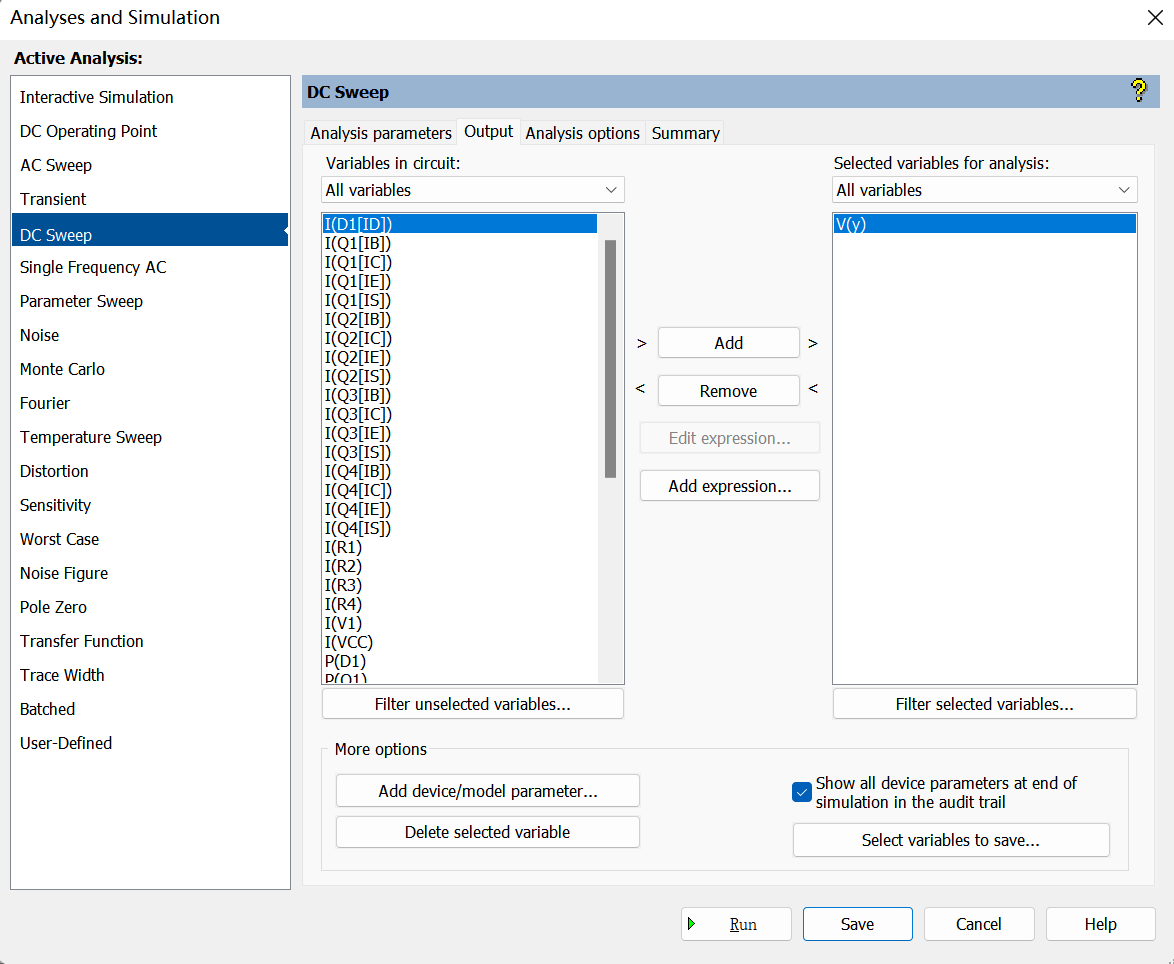 Analyses and Simulation
Active Analysis:
Interactive Simulation
DC Operating Point
AC Sweep
Transient
DC Sweep
Single Frequency AC
Parameter Sweep
Noise
Monte Carlo
Fourier
Temperature Sweep
Distortion
Sensitivity
Worst Case
Noise Figure
Pole Zero
Transfer Function
Trace Width
Batched
User-Defined
DC Sweep
?
Analysis parameters Output Analysis options Summary
Variables in circuit:
All variables
I(D1[ID])
I(Q1[IB])
I(Q1[IC])
I(Q1[IE])
I(Q1[IS])
I(Q2[IB])
I(Q2[IC])
I(Q2[IE])
I(Q2[IS])
I(Q3[IB])
I(Q3[IC])
I(Q3[IE])
I(Q3[IS])
I(Q4[IB])
I(Q4[IC])
I(Q4[IE])
I(Q4[IS])
I(R1)
I(R2)
I(R3)
I(R4)
I(V1)
I(VCC)
P(D1)
P(Q1)
Filter unselected variables...
> Add >
< Remove <
Edit expression...
Add expression...
Selected variables for analysis:
All variables
V(y)
Filter selected variables...
More options
Add device/model parameter...
Delete selected variable
Show all device parameters at end of
simulation in the audit trail
Select variables to save...
Run Save Cancel Help